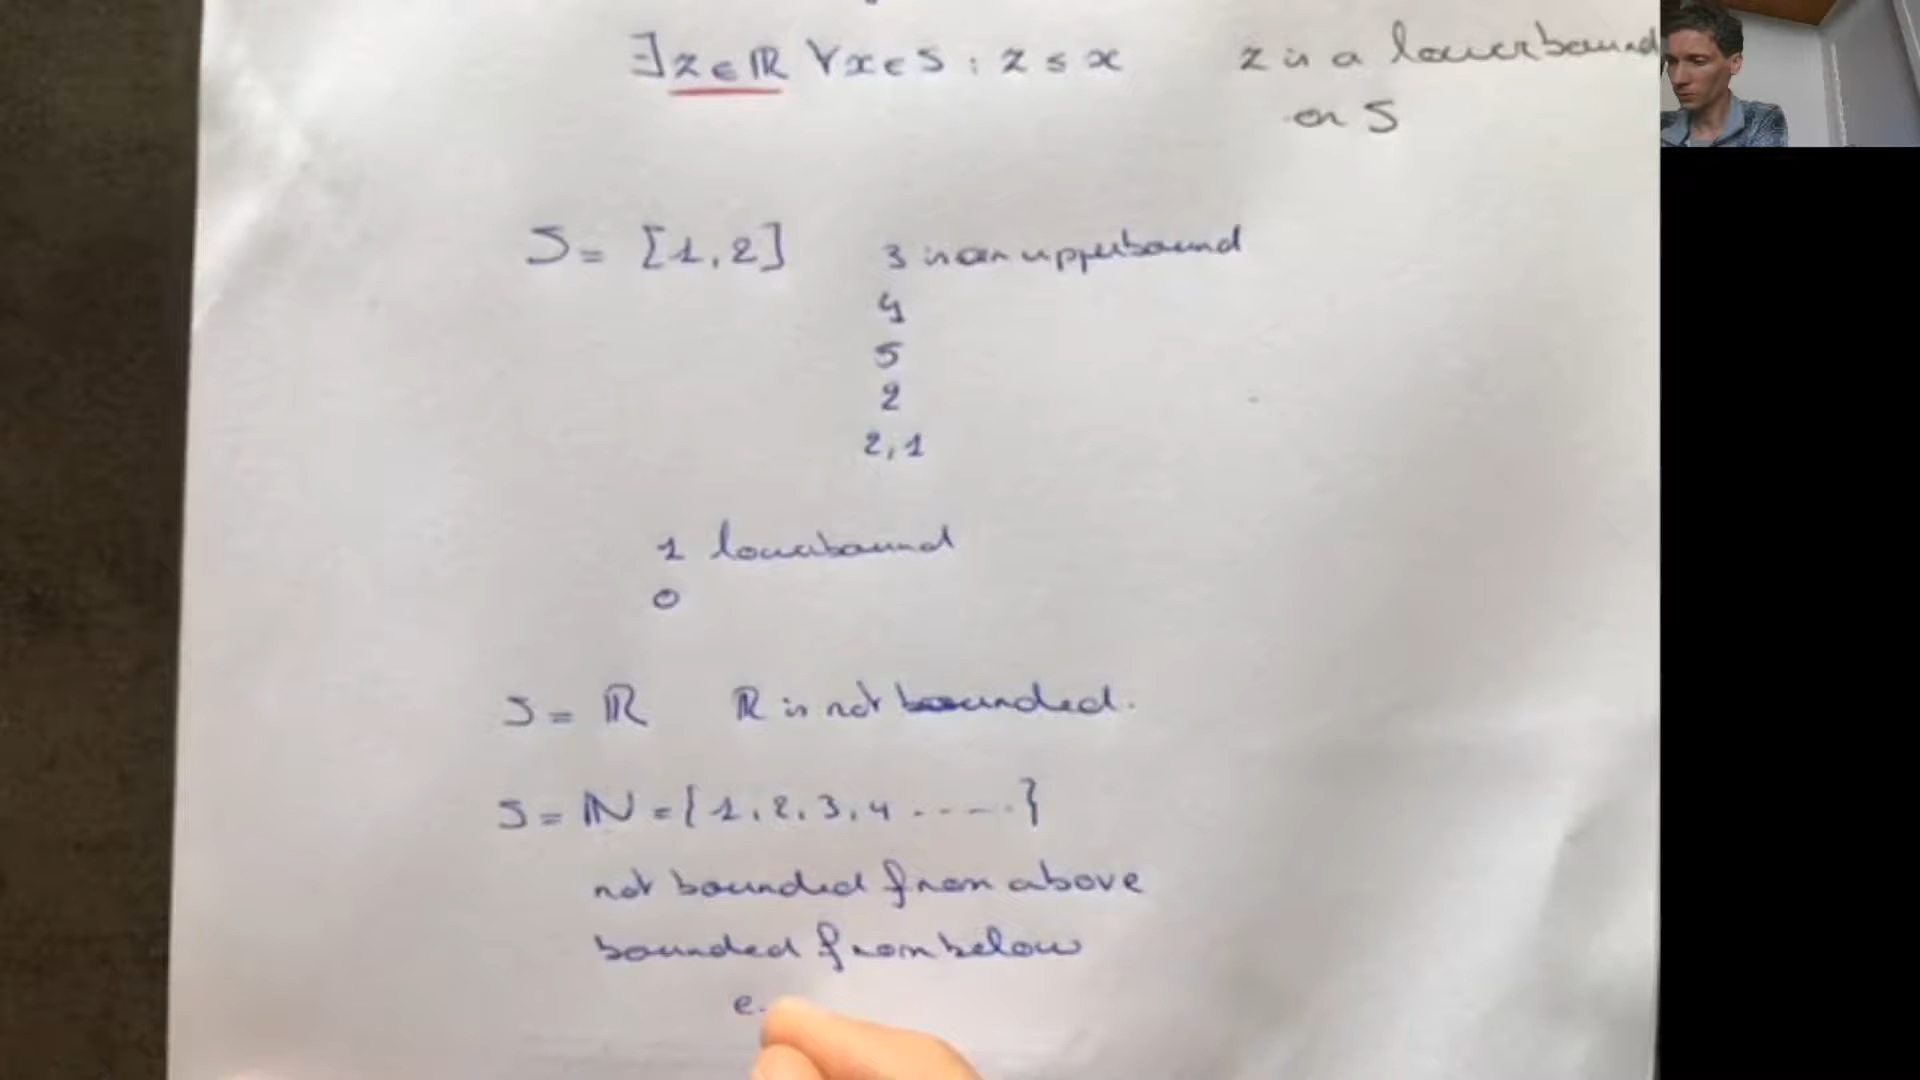 ∃z∈ℝ ∀x∈S : z≤x z is a lowerbound
on S
S = [1,2] 3 is an upperbound
4
5
2
2,1
1 lowerbound
0
S = ℝ ℝ is not bounded.
S = ℕ = {1,2,3,4 .....}
not bounded from above
bounded from below
e.